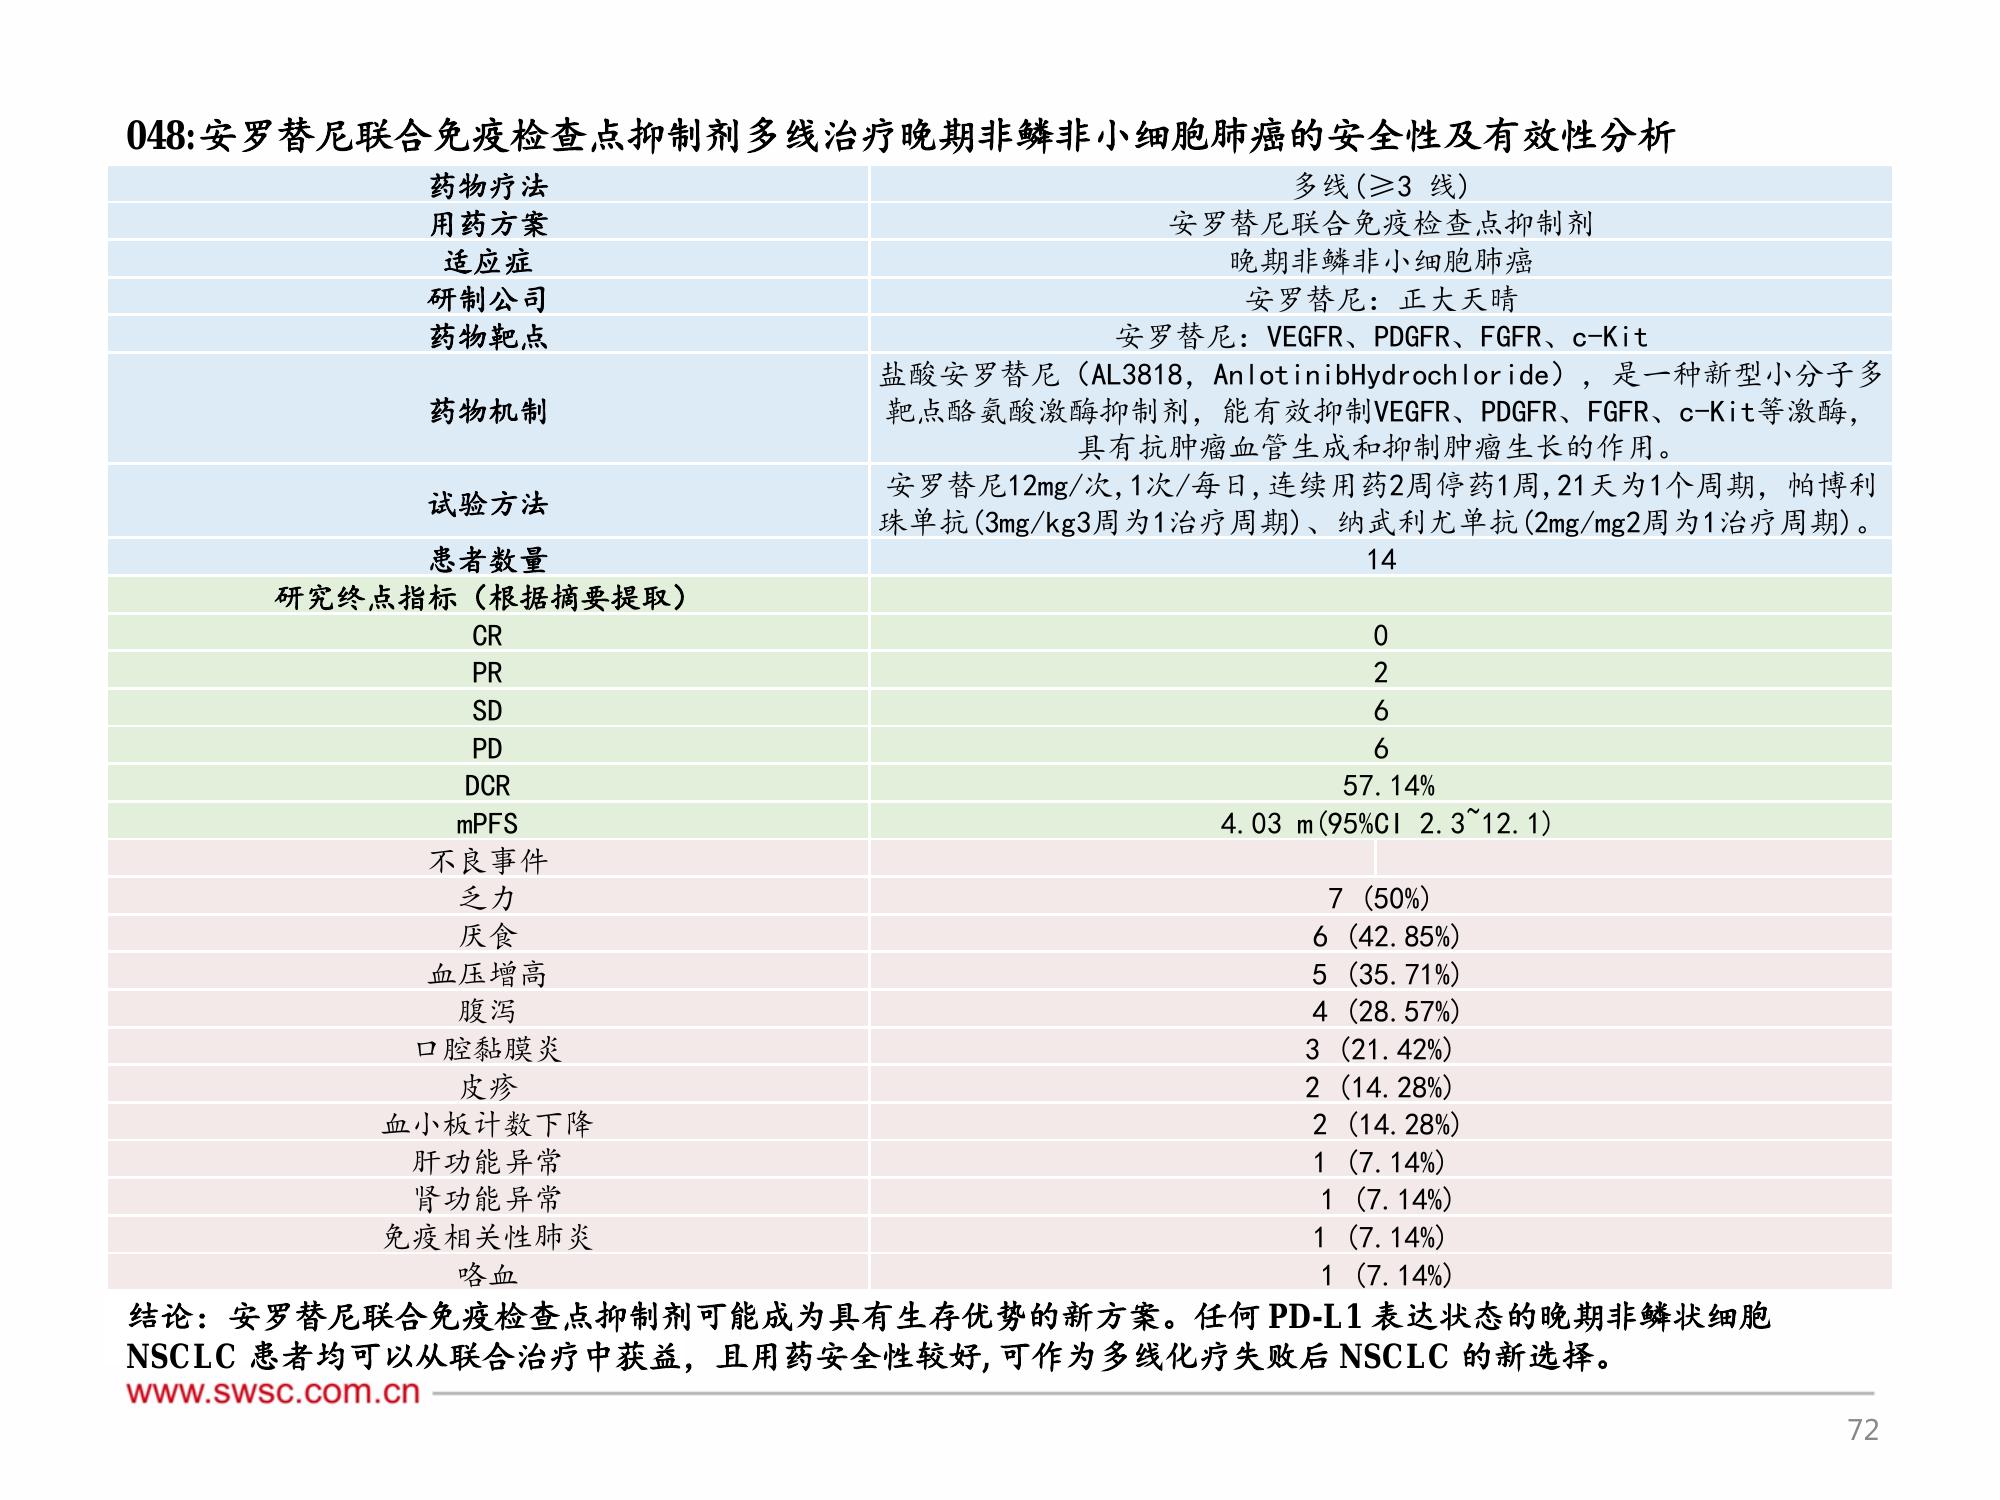 048:安罗替尼联合免疫检查点抑制剂多线治疗晚期非鳞非小细胞肺癌的安全性及有效性分析
药物疗法 多线(≥3 线)
用药方案 安罗替尼联合免疫检查点抑制剂
适应症 晚期非鳞非小细胞肺癌
研制公司 安罗替尼：正大天晴
药物靶点 安罗替尼：VEGFR、PDGFR、FGFR、c-Kit
药物机制 盐酸安罗替尼（AL3818，AnlotinibHydrochloride），是一种新型小分子多
靶点酪氨酸激酶抑制剂，能有效抑制VEGFR、PDGFR、FGFR、c-Kit等激酶，
具有抗肿瘤血管生成和抑制肿瘤生长的作用。
试验方法 安罗替尼12mg/次,1次/每日,连续用药2周停药1周,21天为1个周期，帕博利
珠单抗(3mg/kg3周为1治疗周期)、纳武利尤单抗(2mg/mg2周为1治疗周期)。
患者数量 14
研究终点指标（根据摘要提取）
CR 0
PR 2
SD 6
PD 6
DCR 57.14%
mPFS 4.03 m(95%CI 2.3~12.1)
不良事件
乏力 7 (50%)
厌食 6 (42.85%)
血压增高 5 (35.71%)
腹泻 4 (28.57%)
口腔黏膜炎 3 (21.42%)
皮疹 2 (14.28%)
血小板计数下降 2 (14.28%)
肝功能异常 1 (7.14%)
肾功能异常 1 (7.14%)
免疫相关性肺炎 1 (7.14%)
咯血 1 (7.14%)
结论：安罗替尼联合免疫检查点抑制剂可能成为具有生存优势的新方案。任何 PD-L1 表达状态的晚期非鳞状细胞
NSCLC 患者均可以从联合治疗中获益，且用药安全性较好,可作为多线化疗失败后 NSCLC 的新选择。
www.swsc.com.cn
72